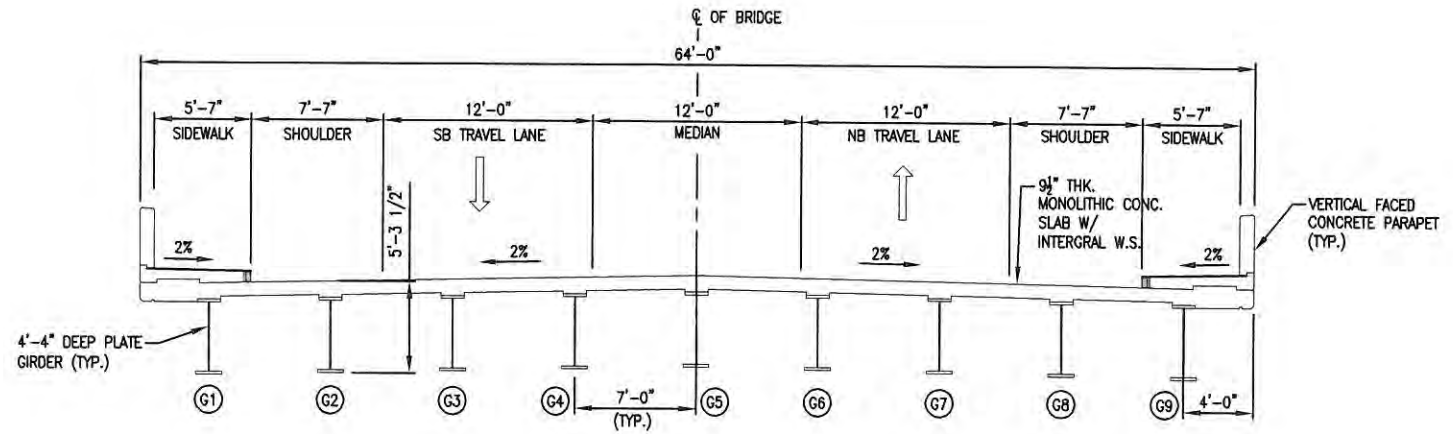 ℄ OF BRIDGE
64'-0"
5'-7" 7'-7" 12'-0" 12'-0" 12'-0" 7'-7" 5'-7"
SIDEWALK SHOULDER SB TRAVEL LANE MEDIAN NB TRAVEL LANE SHOULDER SIDEWALK
9½" THK.
MONOLITHIC CONC.
SLAB W/
INTERGRAL W.S.
VERTICAL FACED
CONCRETE PARAPET
(TYP.)
5'-3 1/2"
2% 2% 2% 2%
4'-4" DEEP PLATE
GIRDER (TYP.)
G1 G2 G3 G4 G5 G6 G7 G8 G9
7'-0"
(TYP.)
4'-0"